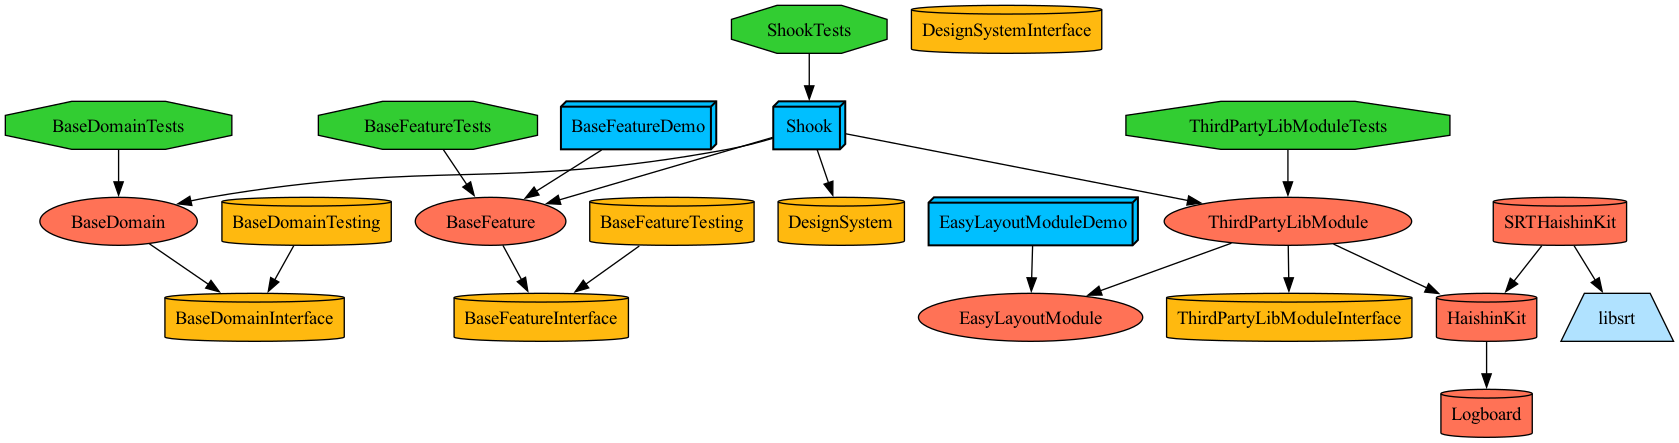 ShookTests
DesignSystemInterface
BaseDomainTests
BaseFeatureTests
BaseFeatureDemo
Shook
ThirdPartyLibModuleTests
BaseDomain
BaseDomainTesting
BaseFeature
BaseFeatureTesting
DesignSystem
EasyLayoutModuleDemo
ThirdPartyLibModule
SRTHaishinKit
BaseDomainInterface
BaseFeatureInterface
EasyLayoutModule
ThirdPartyLibModuleInterface
HaishinKit
libsrt
Logboard